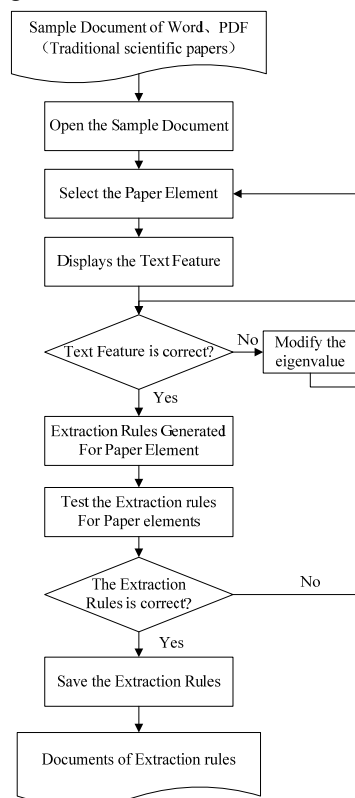 Sample Document of Word、PDF
（Traditional scientific papers）
Open the Sample Document
Select the Paper Element
Displays the Text Feature
Text Feature is correct?
No
Modify the
eigenvalue
Yes
Extraction Rules Generated
For Paper Element
Test the Extraction rules
For Paper elements
The Extraction
Rules is correct?
No
Yes
Save the Extraction Rules
Documents of Extraction rules